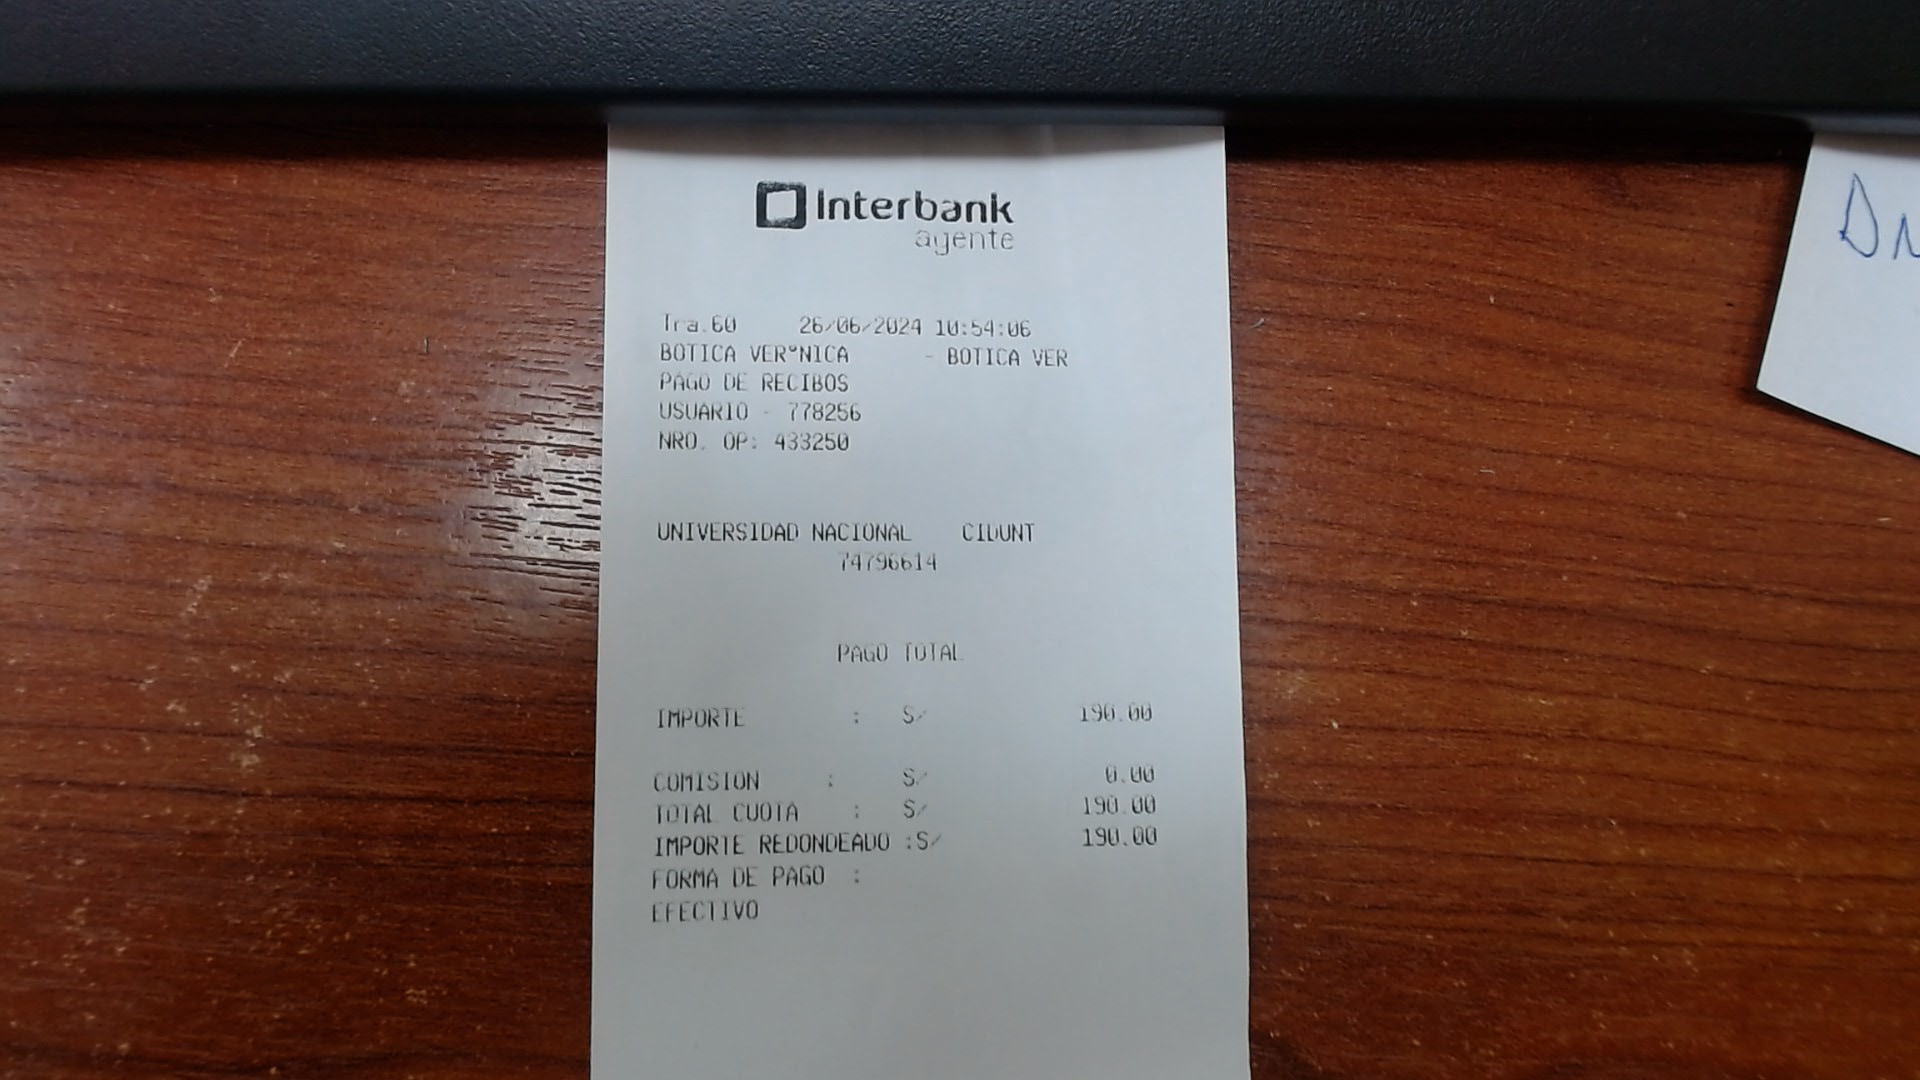 Interbank
agente
Tra.60 26/06/2024 10:54:06
BOTICA VER°NICA - BOTICA VER
PAGO DE RECIBOS
USUARIO - 778256
NRO. OP: 433250
UNIVERSIDAD NACIONAL CIDUNT
74796614
PAGO TOTAL
IMPORTE : S/ 190.00
COMISION : S/ 0.00
TOTAL CUOTA : S/ 190.00
IMPORTE REDONDEADO :S/ 190.00
FORMA DE PAGO :
EFECTIVO